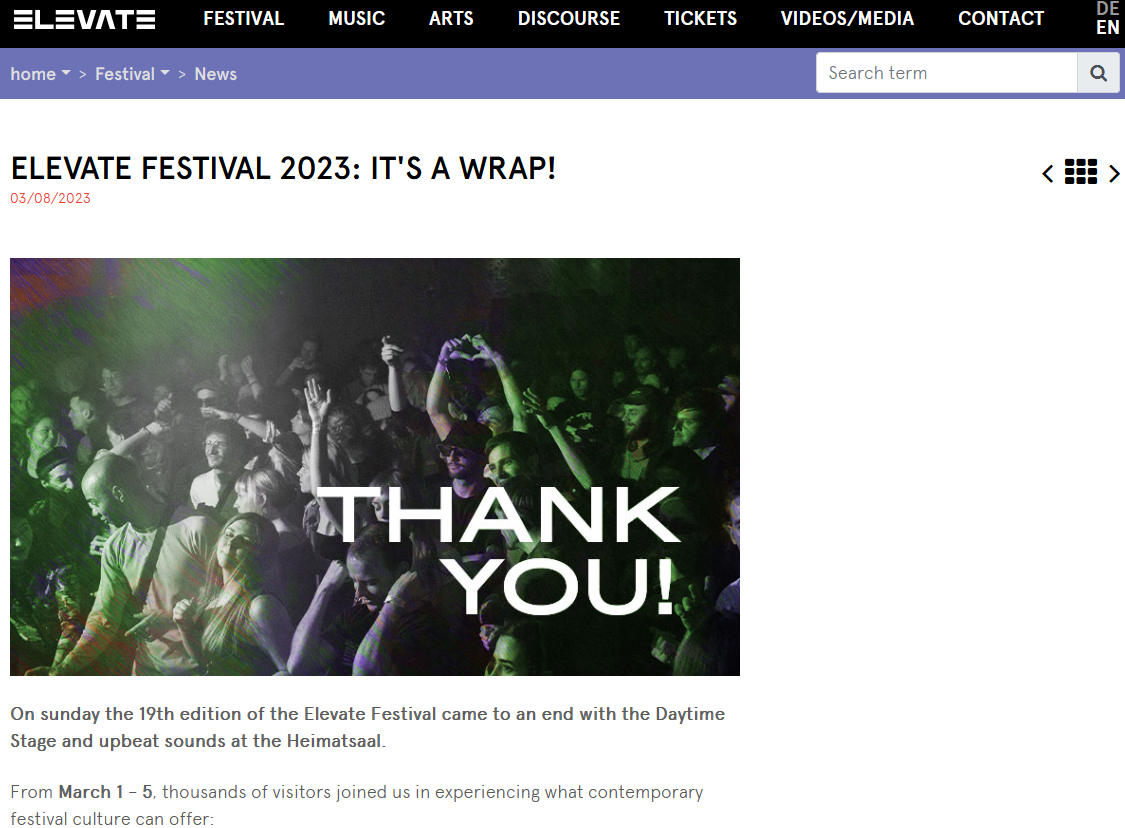 ELEVATE FESTIVAL MUSIC ARTS DISCOURSE TICKETS VIDEOS/MEDIA CONTACT DE
EN
home > Festival > News Search term
ELEVATE FESTIVAL 2023: IT'S A WRAP!
03/08/2023
THANK
YOU!
On sunday the 19th edition of the Elevate Festival came to an end with the Daytime
Stage and upbeat sounds at the Heimatsaal.
From March 1 – 5, thousands of visitors joined us in experiencing what contemporary
festival culture can offer: